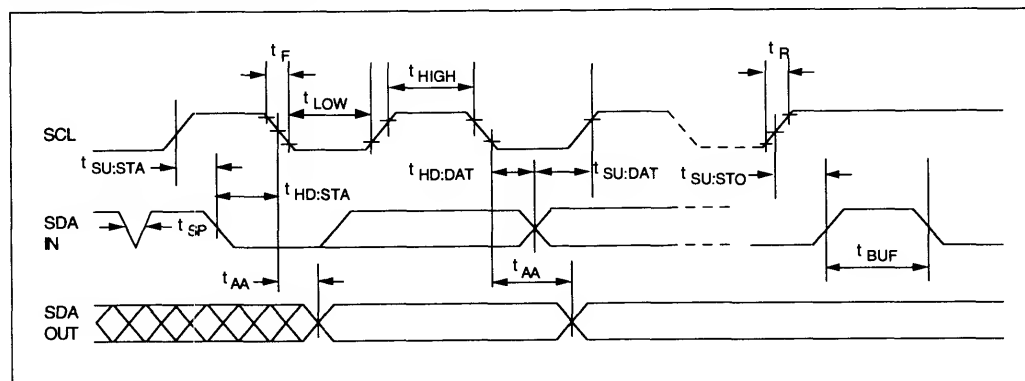 tF
tR
tHIGH
tLOW
SCL
tSU:STA
tHD:DAT
tSU:DAT
tSU:STO
tHD:STA
SDA
IN
tSP
tBUF
tAA
tAA
SDA
OUT